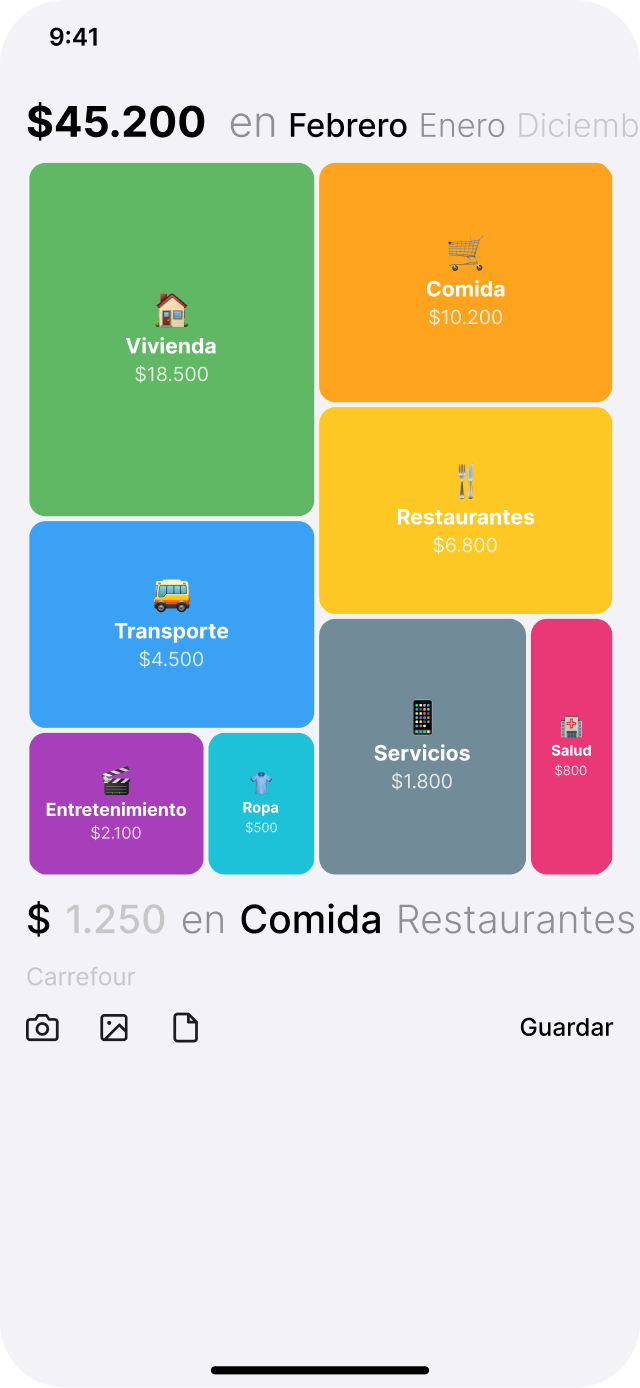 9:41
$45.200 en Febrero Enero Diciemb
Vivienda
$18.500
Comida
$10.200
Restaurantes
$6.800
Transporte
$4.500
Servicios
$1.800
Salud
$800
Entretenimiento
$2.100
Ropa
$500
$ 1.250 en Comida Restaurantes
Carrefour
Guardar